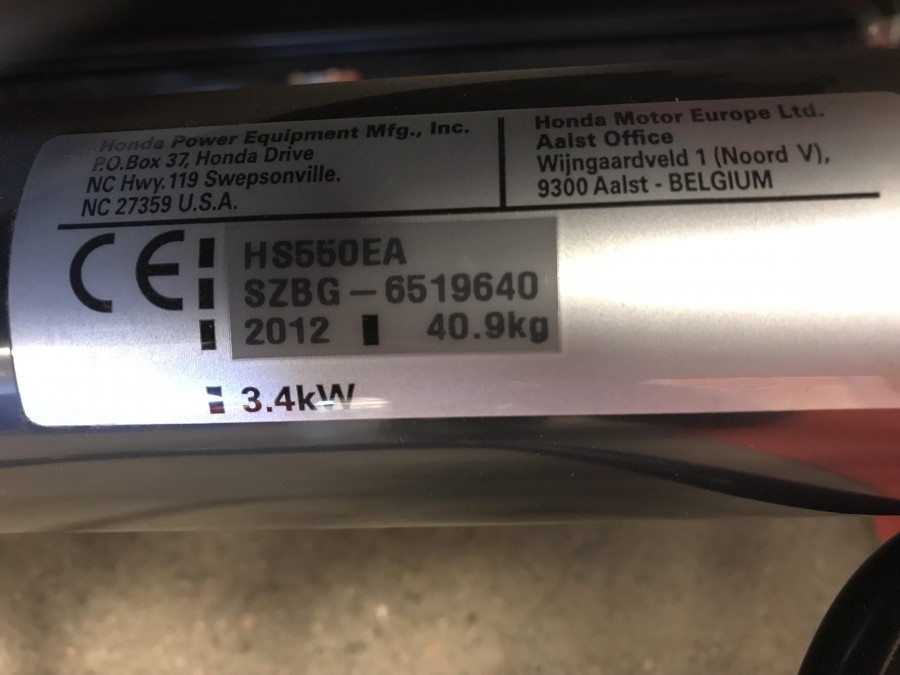 Honda Power Equipment Mfg., Inc.
P.O.Box 37, Honda Drive
NC Hwy.119 Swepsonville.
NC 27359 U.S.A.
Honda Motor Europe Ltd.
Aalst Office
Wijngaardveld 1 (Noord V),
9300 Aalst - BELGIUM
CE
HS550EA
SZBG – 6519640
2012 40.9kg
3.4kW